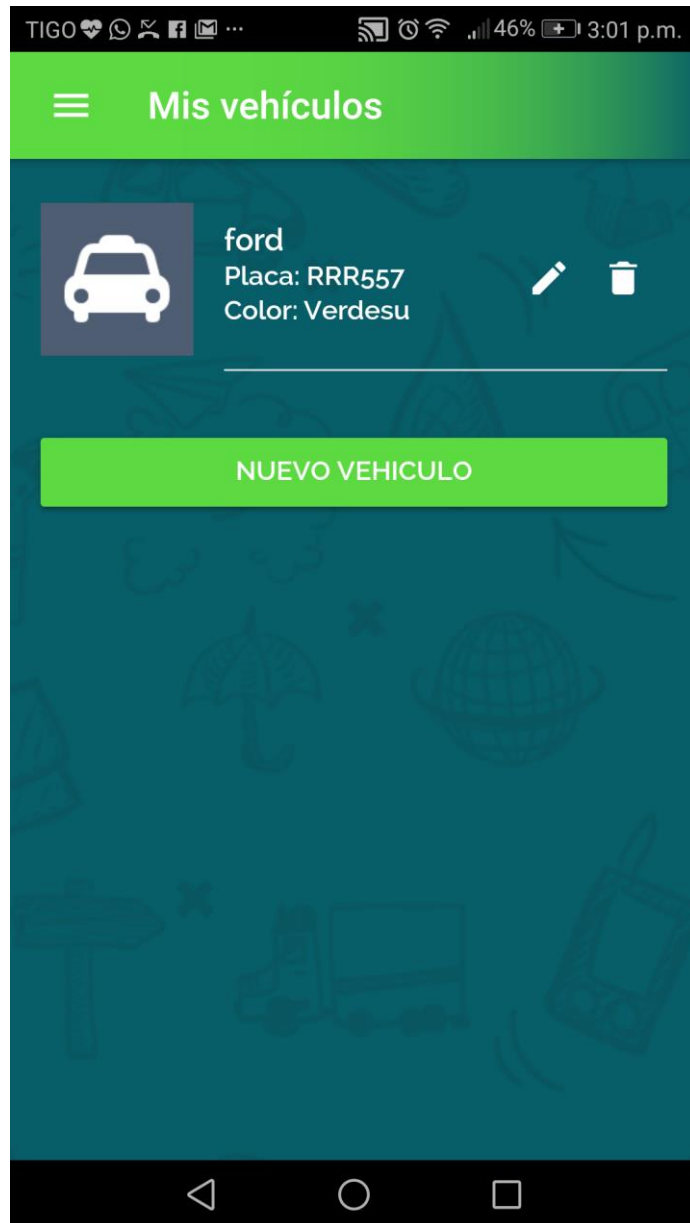 TIGO 46% 3:01 p.m.
Mis vehículos
ford
Placa: RRR557
Color: Verdesu
NUEVO VEHICULO